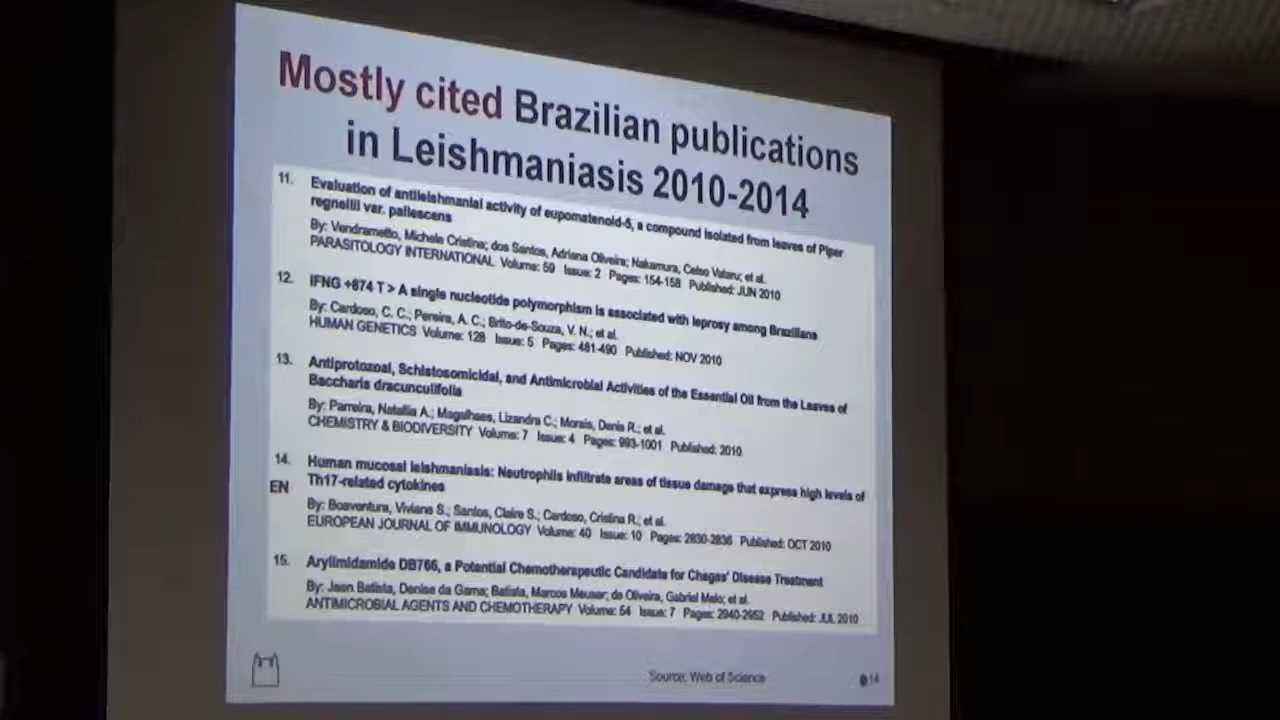 Mostly cited Brazilian publications
in Leishmaniasis 2010-2014
11. Evaluation of antileishmanial activity of eupomatenoid-5, a compound isolated from leaves of Piper
regnellii var. pallescens
By: Vendrametto, Michele Cristina; dos Santos, Adriana Oliveira; Nakamura, Celso Vataru; et al.
PARASITOLOGY INTERNATIONAL Volume: 59 Issue: 2 Pages: 154-158 Published: JUN 2010
12. IFNG +874 T > A single nucleotide polymorphism is associated with leprosy among Brazilians
By: Cardoso, C. C.; Pereira, A. C.; Brito-de-Souza, V. N.; et al.
HUMAN GENETICS Volume: 128 Issue: 5 Pages: 481-490 Published: NOV 2010
13. Antiprotozoal, Schistosomicidal, and Antimicrobial Activities of the Essential Oil from the Leaves of
Baccharis dracunculifolia
By: Parreira, Natallia A.; Magalhaes, Lizandra C.; Morais, Denis R.; et al.
CHEMISTRY & BIODIVERSITY Volume: 7 Issue: 4 Pages: 993-1001 Published: 2010
14. Human mucosal leishmaniasis: Neutrophils infiltrate areas of tissue damage that express high levels of
EN Th17-related cytokines
By: Boaventura, Viviane S.; Santos, Claire S.; Cardoso, Cristina R.; et al.
EUROPEAN JOURNAL OF IMMUNOLOGY Volume: 40 Issue: 10 Pages: 2830-2836 Published: OCT 2010
15. Arylimidamide DB766, a Potential Chemotherapeutic Candidate for Chagas' Disease Treatment
By: Jaen Batista, Denise da Gama; Batista, Marcos Meuser; de Oliveira, Gabriel Melo; et al.
ANTIMICROBIAL AGENTS AND CHEMOTHERAPY Volume: 54 Issue: 7 Pages: 2940-2952 Published: JUL 2010
Source: Web of Science
14